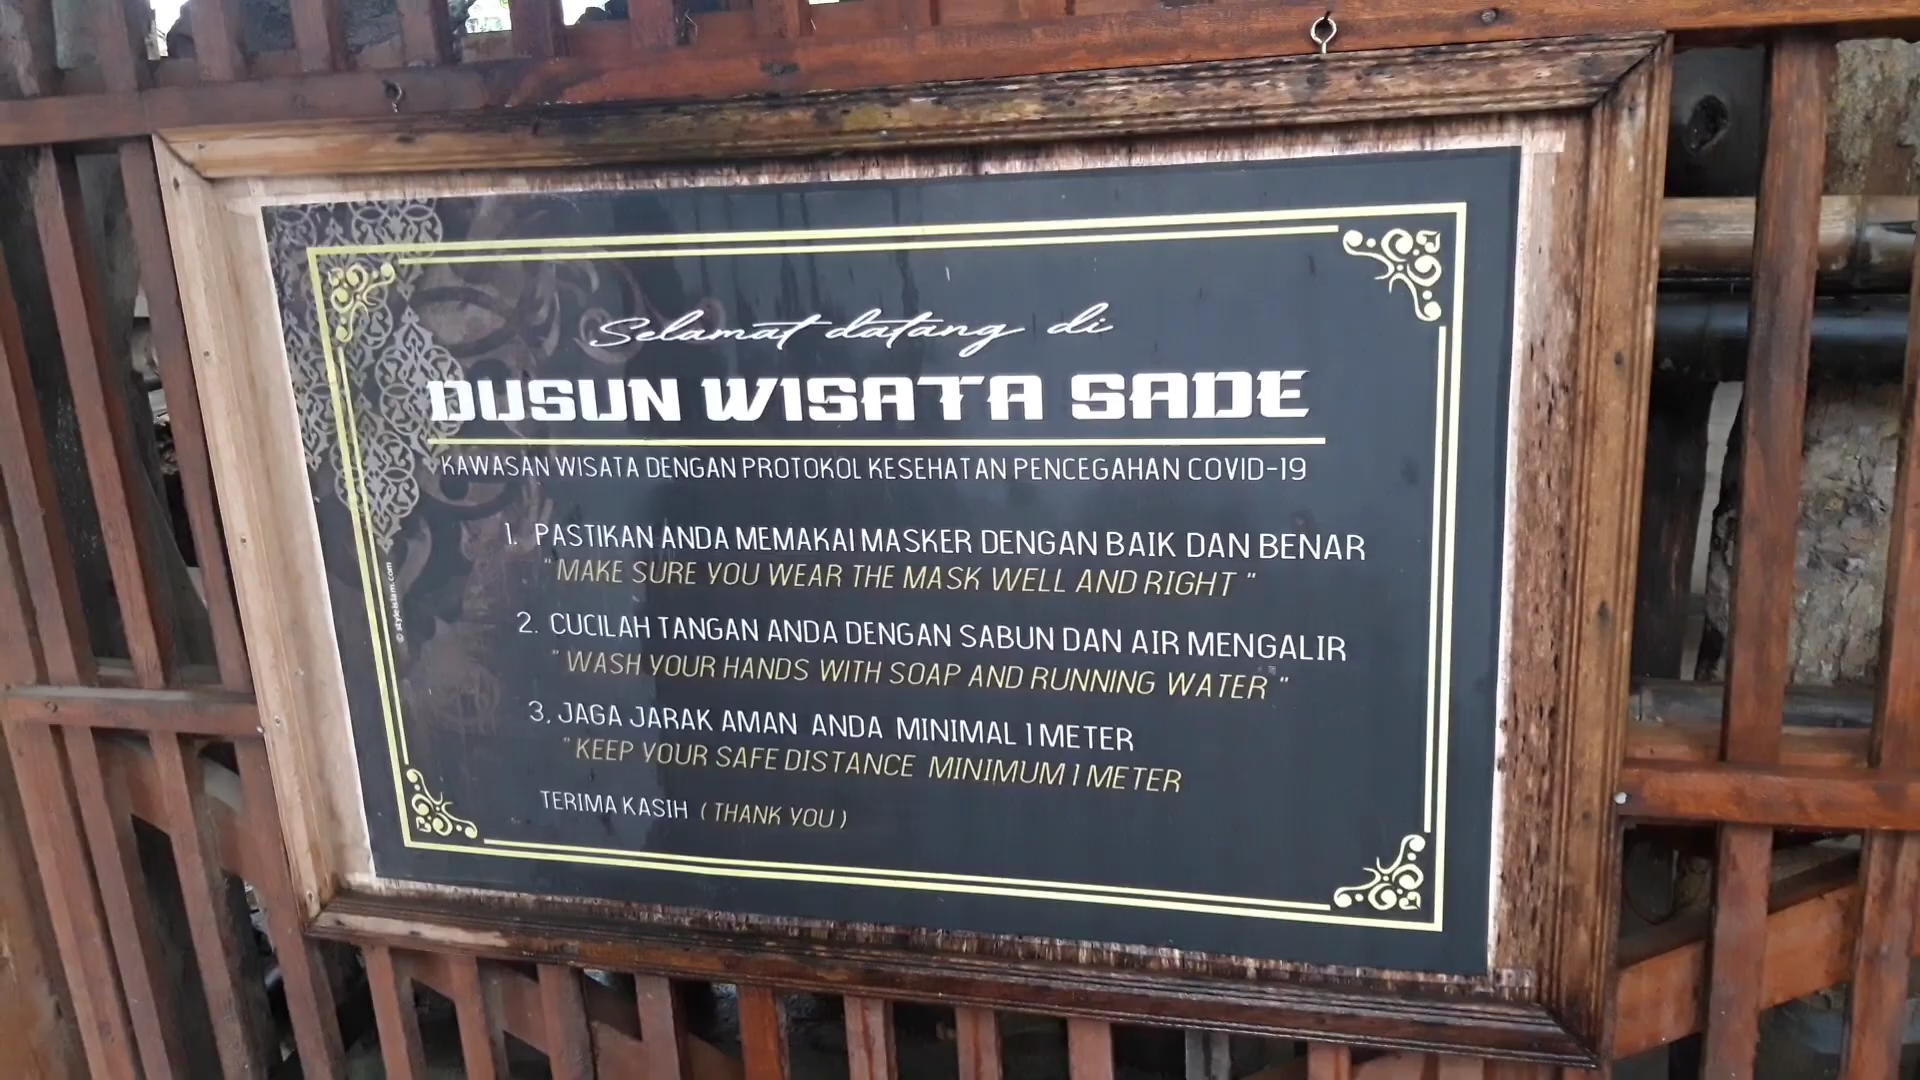 Selamat datang di
DUSUN WISATA SADE
KAWASAN WISATA DENGAN PROTOKOL KESEHATAN PENCEGAHAN COVID-19
1. PASTIKAN ANDA MEMAKAI MASKER DENGAN BAIK DAN BENAR
"MAKE SURE YOU WEAR THE MASK WELL AND RIGHT"
2. CUCILAH TANGAN ANDA DENGAN SABUN DAN AIR MENGALIR
"WASH YOUR HANDS WITH SOAP AND RUNNING WATER"
3. JAGA JARAK AMAN ANDA MINIMAL 1 METER
"KEEP YOUR SAFE DISTANCE MINIMUM 1 METER
TERIMA KASIH (THANK YOU)
© styleislam.com